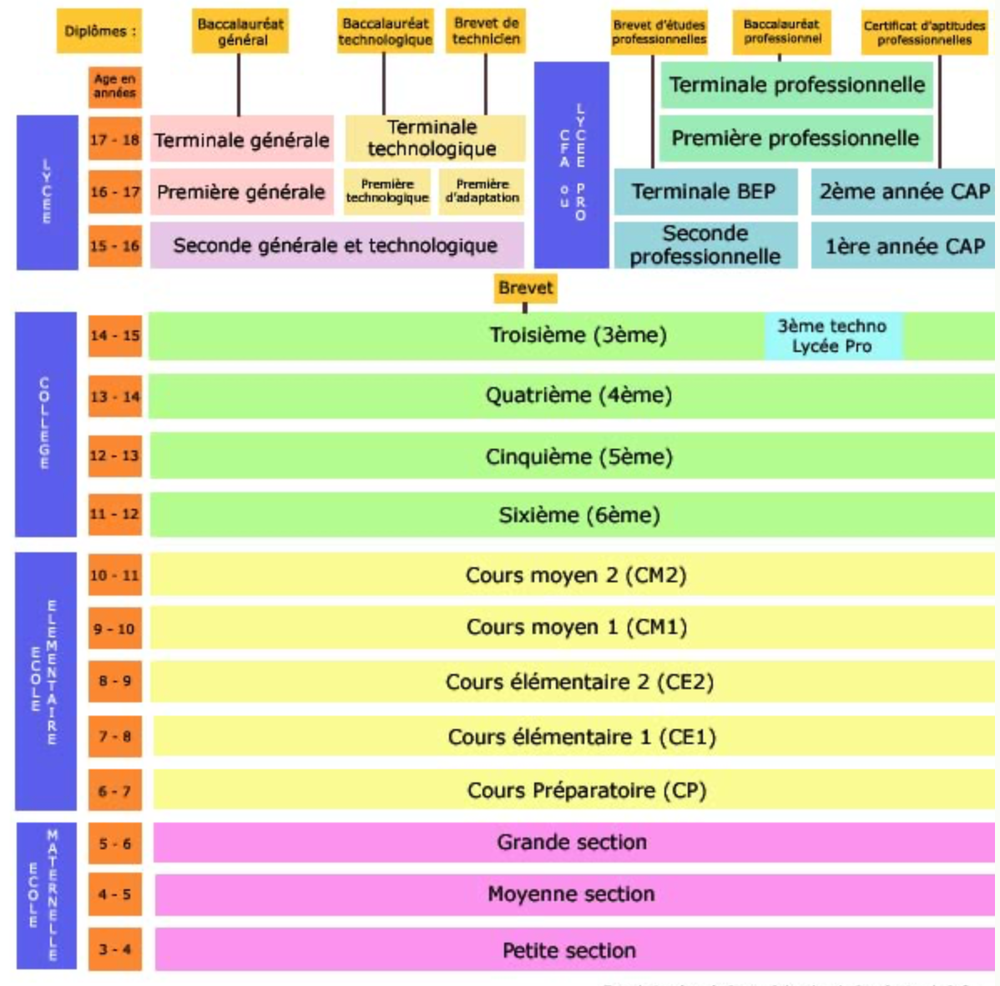 Diplômes :
Baccalauréat
général
Baccalauréat
technologique
Brevet de
technicien
Brevet d'études
professionnelles
Baccalauréat
professionnel
Certificat d'aptitudes
professionnelles
Age en
années
LYCEE PRO
ou
CFA
Terminale professionnelle
LYCEE
17 - 18
Terminale générale
Terminale
technologique
Première professionnelle
16 - 17
Première générale
Première
technologique
Première
d'adaptation
Terminale BEP
2ème année CAP
15 - 16
Seconde générale et technologique
Seconde
professionnelle
1ère année CAP
Brevet
COLLEGE
14 - 15
Troisième (3ème)
3ème techno
Lycée Pro
13 - 14
Quatrième (4ème)
12 - 13
Cinquième (5ème)
11 - 12
Sixième (6ème)
ECOLE
ELEMENTAIRE
10 - 11
Cours moyen 2 (CM2)
9 - 10
Cours moyen 1 (CM1)
8 - 9
Cours élémentaire 2 (CE2)
7 - 8
Cours élémentaire 1 (CE1)
6 - 7
Cours Préparatoire (CP)
ECOLE
MATERNELLE
5 - 6
Grande section
4 - 5
Moyenne section
3 - 4
Petite section